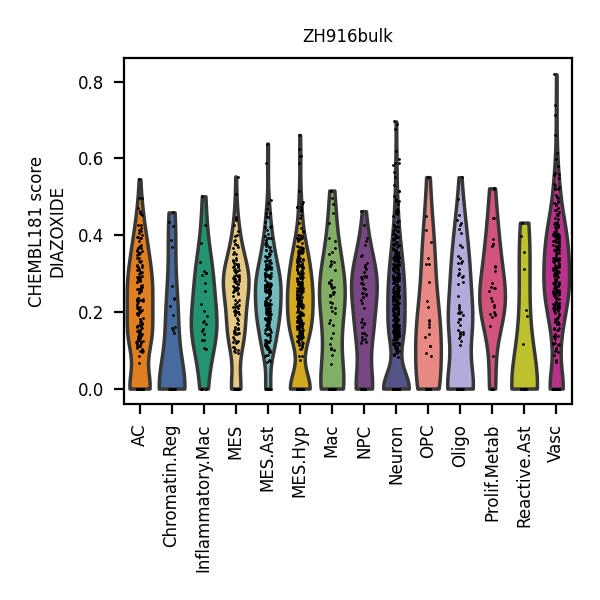 ZH916bulk
CHEMBL181 score
DIAZOXIDE
0.8
0.6
0.4
0.2
0.0
AC
Chromatin.Reg
Inflammatory.Mac
MES
MES.Ast
MES.Hyp
Mac
NPC
Neuron
OPC
Oligo
Prolif.Metab
Reactive.Ast
Vasc